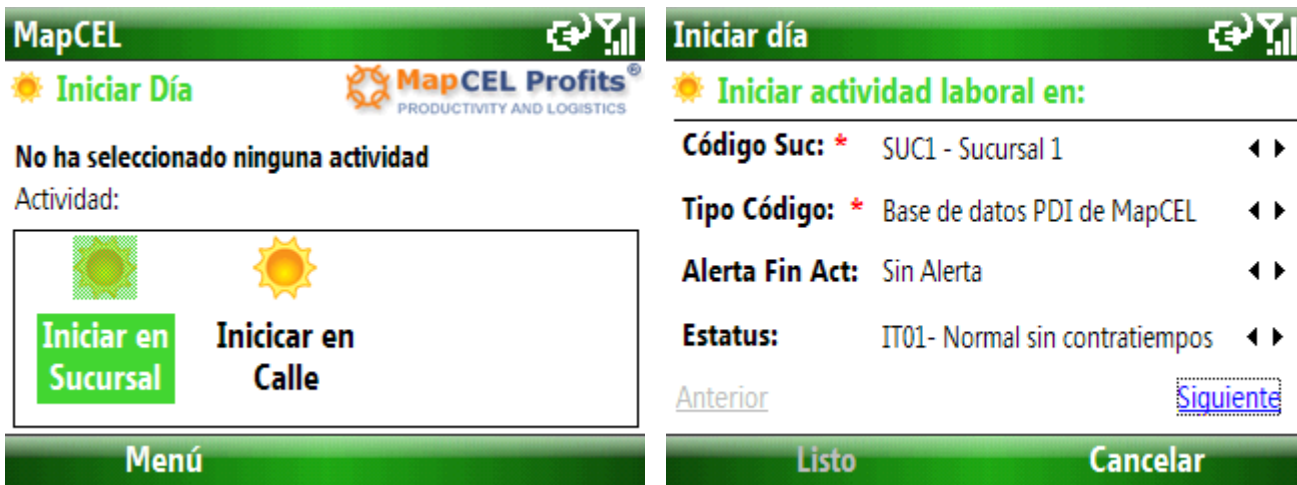 MapCEL
Iniciar Día
MapCEL Profits®
PRODUCTIVITY AND LOGISTICS
No ha seleccionado ninguna actividad
Actividad:
Iniciar en
Sucursal
Inicicar en
Calle
Menú
Iniciar día
Iniciar actividad laboral en:
Código Suc: * SUC1 - Sucursal 1
Tipo Código: * Base de datos PDI de MapCEL
Alerta Fin Act: Sin Alerta
Estatus: IT01- Normal sin contratiempos
Anterior Siguiente
Listo Cancelar